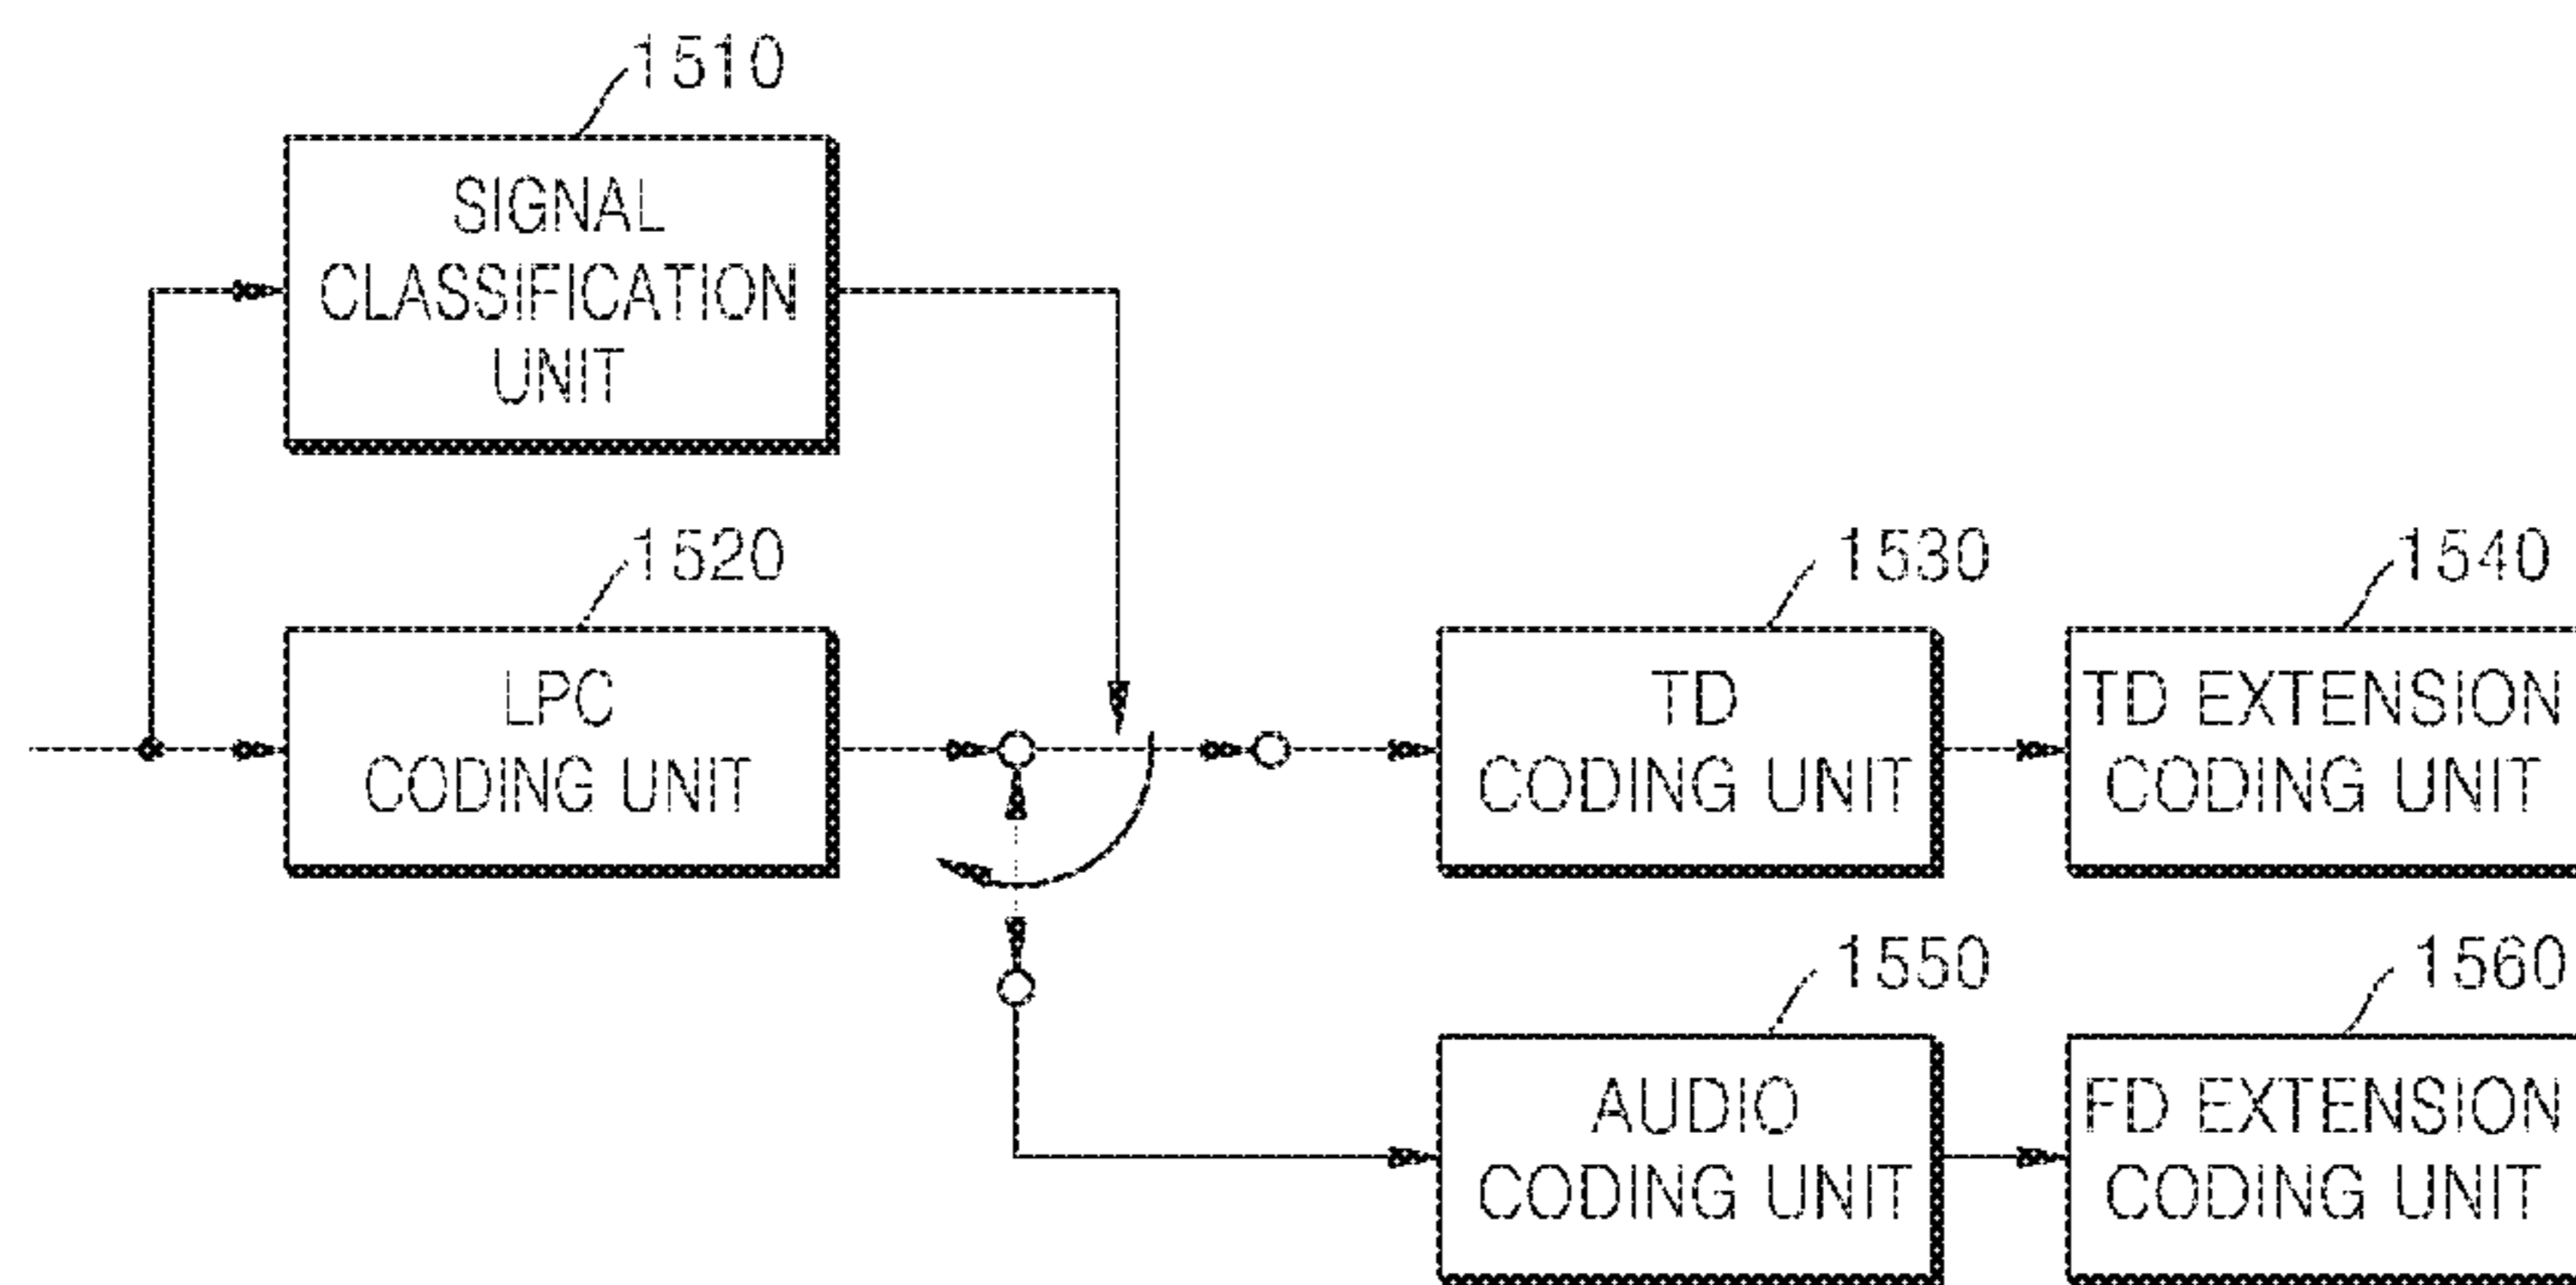 1510
SIGNAL
CLASSIFICATION
UNIT
1520
LPC
CODING UNIT
1530
TD
CODING UNIT
1540
TD EXTENSION
CODING UNIT
1550
AUDIO
CODING UNIT
1560
FD EXTENSION
CODING UNIT